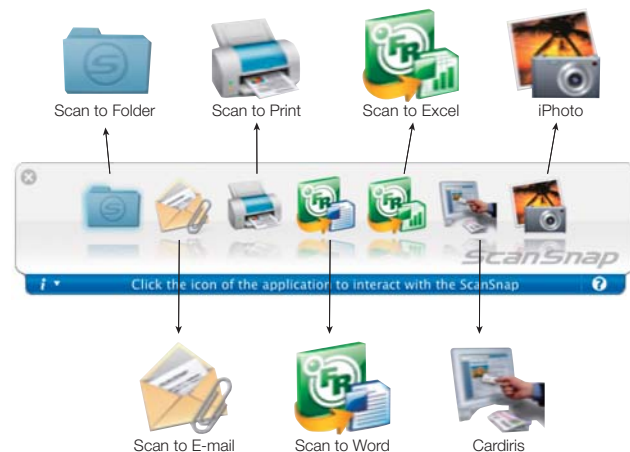 Scan to Folder
Scan to Print
Scan to Excel
iPhoto
ScanSnap
i
Click the icon of the application to interact with the ScanSnap
?
Scan to E-mail
Scan to Word
Cardiris